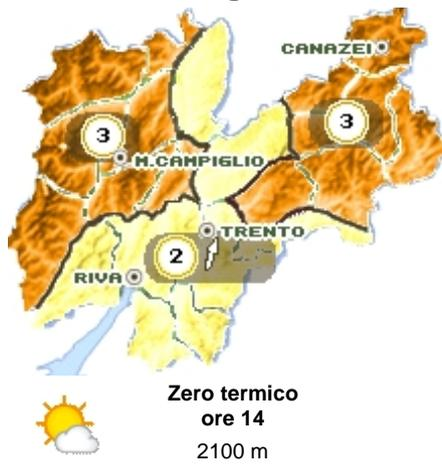 CANAZEI
3
3
M.CAMPIGLIO
TRENTO
2
RIVA
Zero termico
ore 14
2100 m